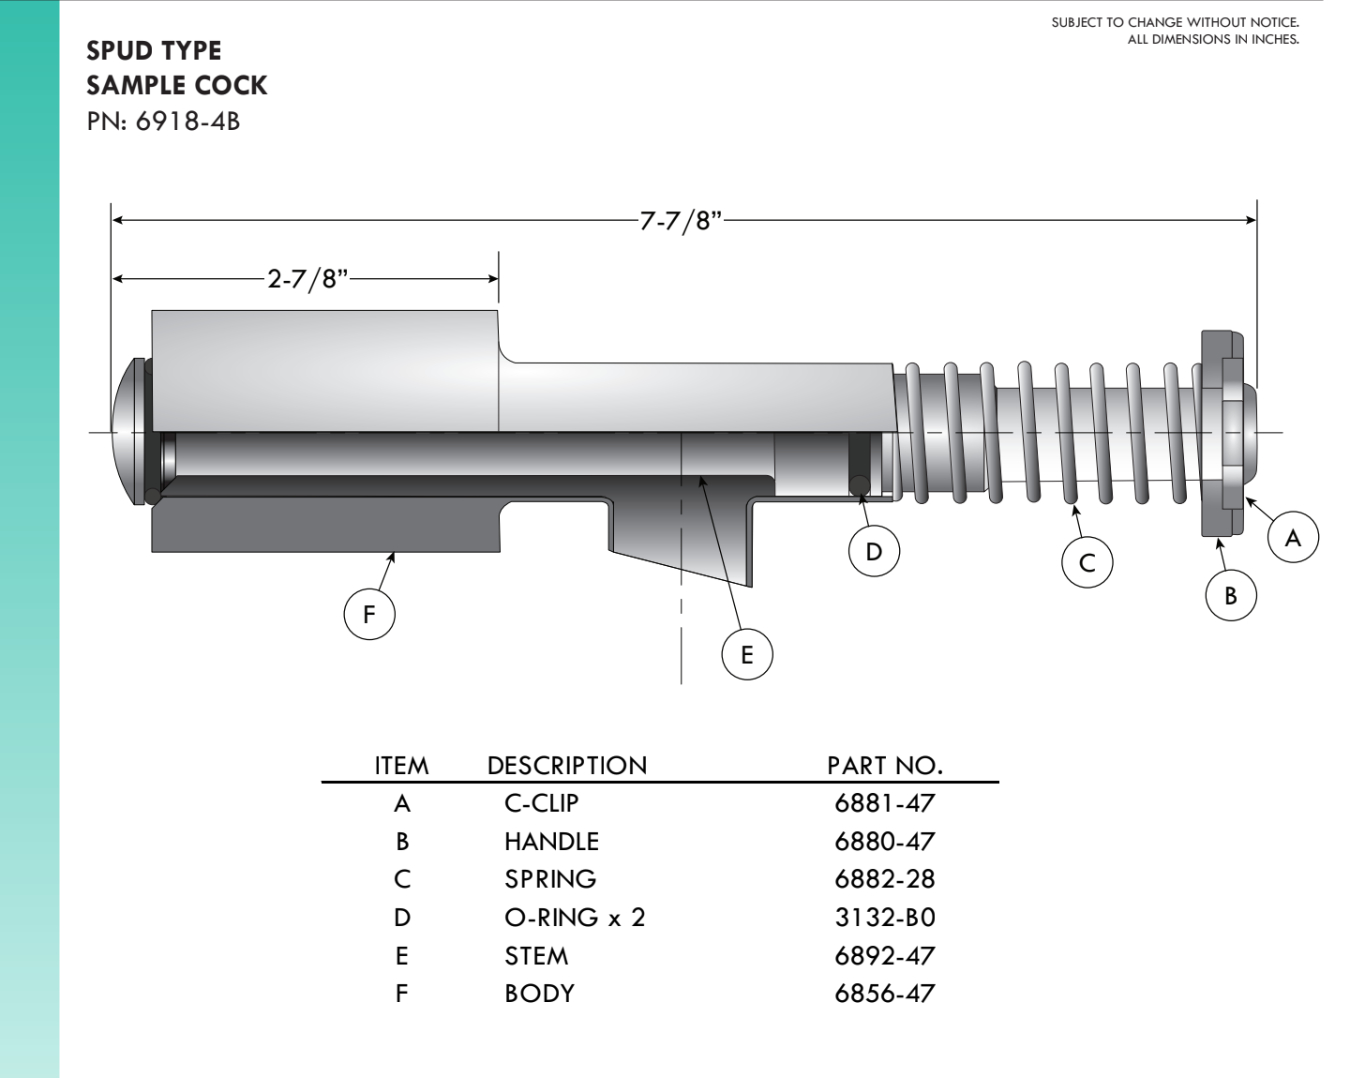 SUBJECT TO CHANGE WITHOUT NOTICE.
ALL DIMENSIONS IN INCHES.
SPUD TYPE
SAMPLE COCK
PN: 6918-4B
7-7/8”
2-7/8”
A
D
C
B
F
E
ITEM DESCRIPTION PART NO.
A C-CLIP 6881-47
B HANDLE 6880-47
C SPRING 6882-28
D O-RING x 2 3132-B0
E STEM 6892-47
F BODY 6856-47